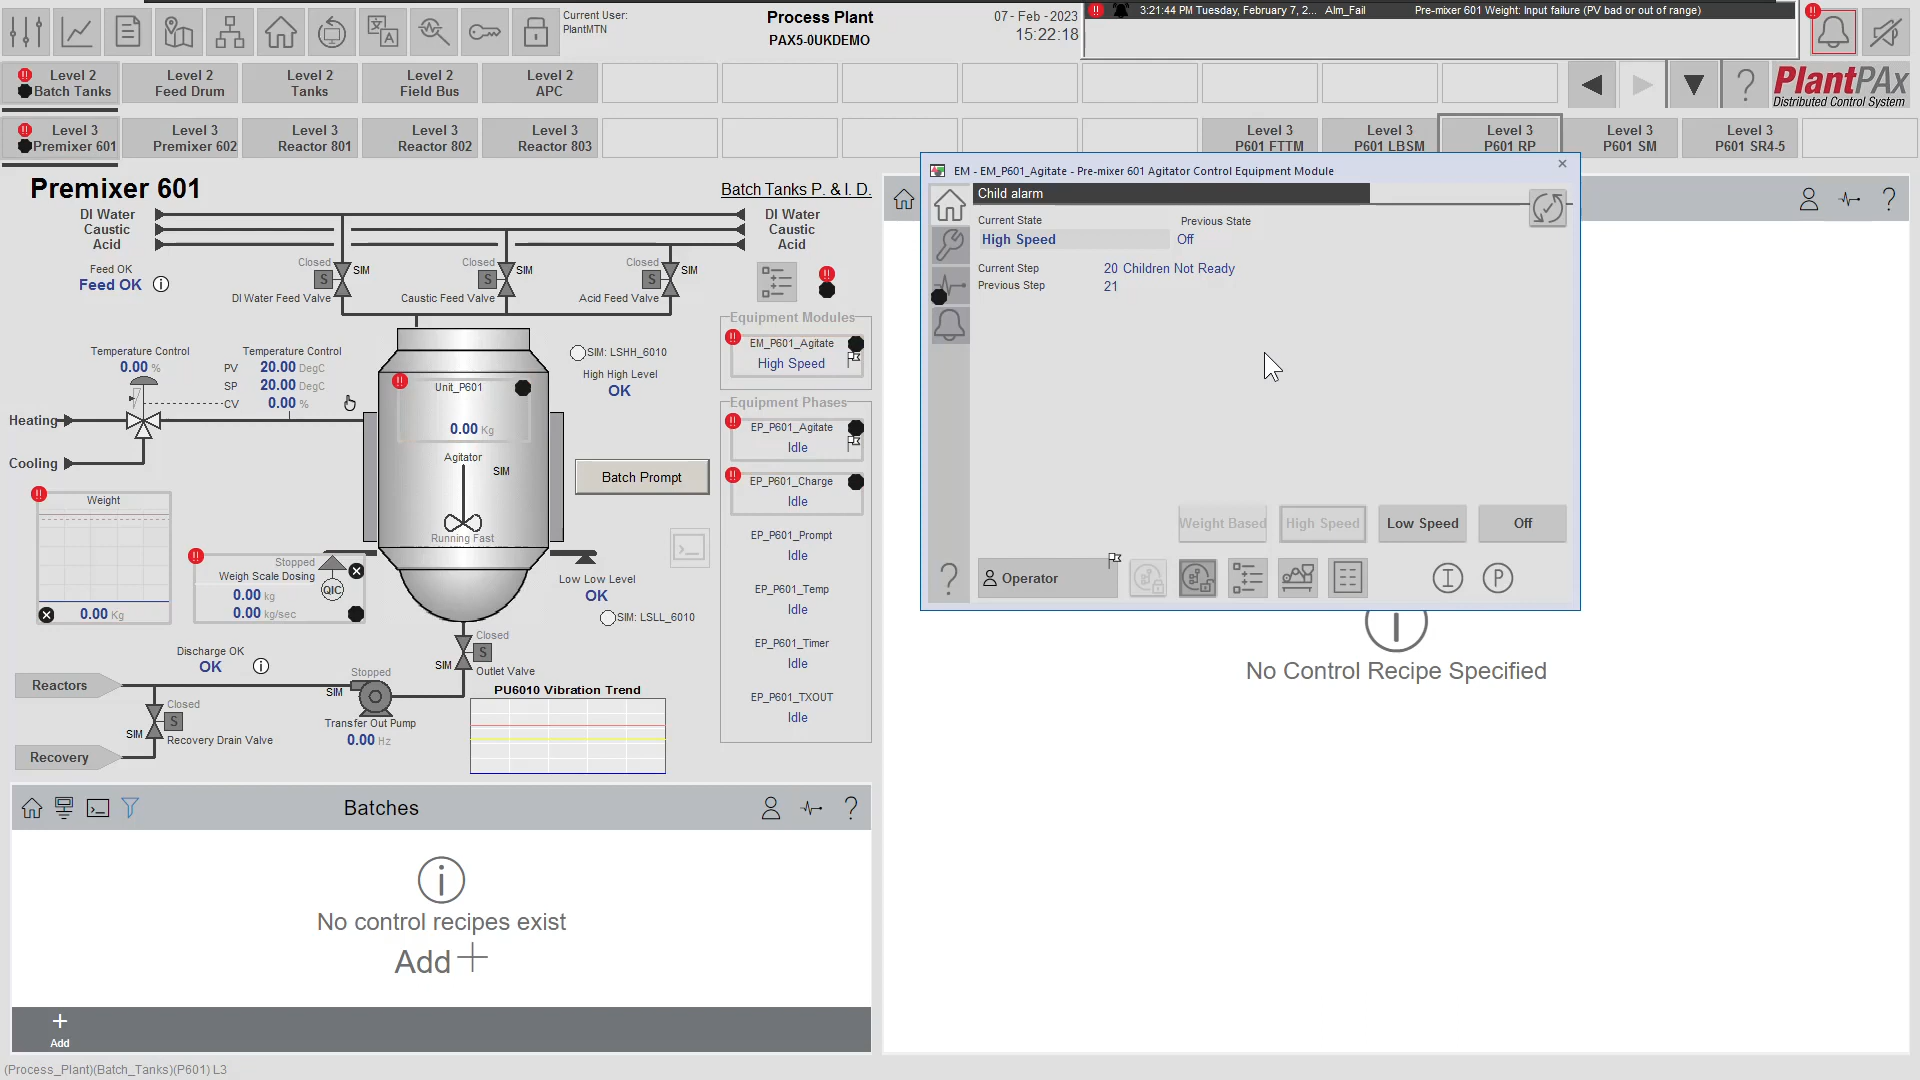 Current User:
PlantMTN
Process Plant
PAX5-0UKDEMO
07 - Feb -2023
15:22:18
3:21:44 PM Tuesday, February 7, 2... Alm_Fail Pre-mixer 601 Weight: Input failure (PV bad or out of range)
Level 2
Batch Tanks
Level 2
Feed Drum
Level 2
Tanks
Level 2
Field Bus
Level 2
APC
?
PlantPAx
Distributed Control System
Level 3
Premixer 601
Level 3
Premixer 602
Level 3
Reactor 801
Level 3
Reactor 802
Level 3
Reactor 803
Level 3
P601 FTTM
Level 3
P601 LBSM
Level 3
P601 RP
Level 3
P601 SM
Level 3
P601 SR4-5
Premixer 601
Batch Tanks P. & I. D.
DI Water
Caustic
Acid
DI Water
Caustic
Acid
Feed OK
Feed OK
Closed
S
SIM
DI Water Feed Valve
Closed
S
SIM
Caustic Feed Valve
Closed
S
SIM
Acid Feed Valve
Temperature Control
0.00 %
Temperature Control
PV 20.00 DegC
SP 20.00 DegC
CV 0.00 %
Heating
Cooling
Unit_P601
0.00 Kg
Agitator
SIM
Running Fast
SIM: LSHH_6010
High High Level
OK
Batch Prompt
Weight
0.00 Kg
Stopped
Weigh Scale Dosing
QIC
0.00 kg
0.00 kg/sec
Low Low Level
OK
SIM: LSLL_6010
Discharge OK
OK
Closed
S
SIM
Outlet Valve
Reactors
Recovery
Closed
S
SIM
Recovery Drain Valve
Stopped
SIM
Transfer Out Pump
0.00 Hz
PU6010 Vibration Trend
Equipment Modules
EM_P601_Agitate
High Speed
Equipment Phases
EP_P601_Agitate
Idle
EP_P601_Charge
Idle
EP_P601_Prompt
Idle
EP_P601_Temp
Idle
EP_P601_Timer
Idle
EP_P601_TXOUT
Idle
EM - EM_P601_Agitate - Pre-mixer 601 Agitator Control Equipment Module
Child alarm
Current State
High Speed
Previous State
Off
Current Step 20 Children Not Ready
Previous Step 21
Weight Based
High Speed
Low Speed
Off
?
Operator
I
P
?
No Control Recipe Specified
Batches
?
No control recipes exist
Add +
+
Add
(Process_Plant)(Batch_Tanks)(P601) L3